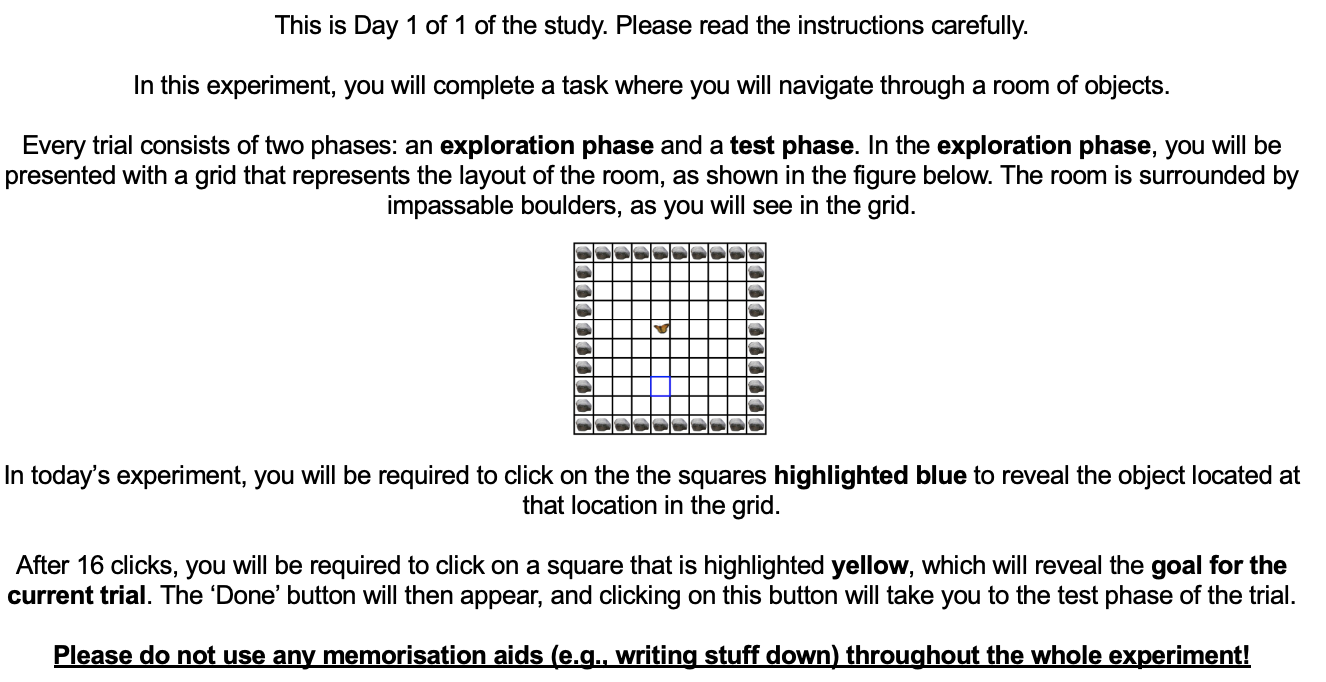 This is Day 1 of 1 of the study. Please read the instructions carefully.
In this experiment, you will complete a task where you will navigate through a room of objects.
Every trial consists of two phases: an exploration phase and a test phase. In the exploration phase, you will be
presented with a grid that represents the layout of the room, as shown in the figure below. The room is surrounded by
impassable boulders, as you will see in the grid.
In today’s experiment, you will be required to click on the the squares highlighted blue to reveal the object located at
that location in the grid.
After 16 clicks, you will be required to click on a square that is highlighted yellow, which will reveal the goal for the
current trial. The ‘Done’ button will then appear, and clicking on this button will take you to the test phase of the trial.
Please do not use any memorisation aids (e.g., writing stuff down) throughout the whole experiment!